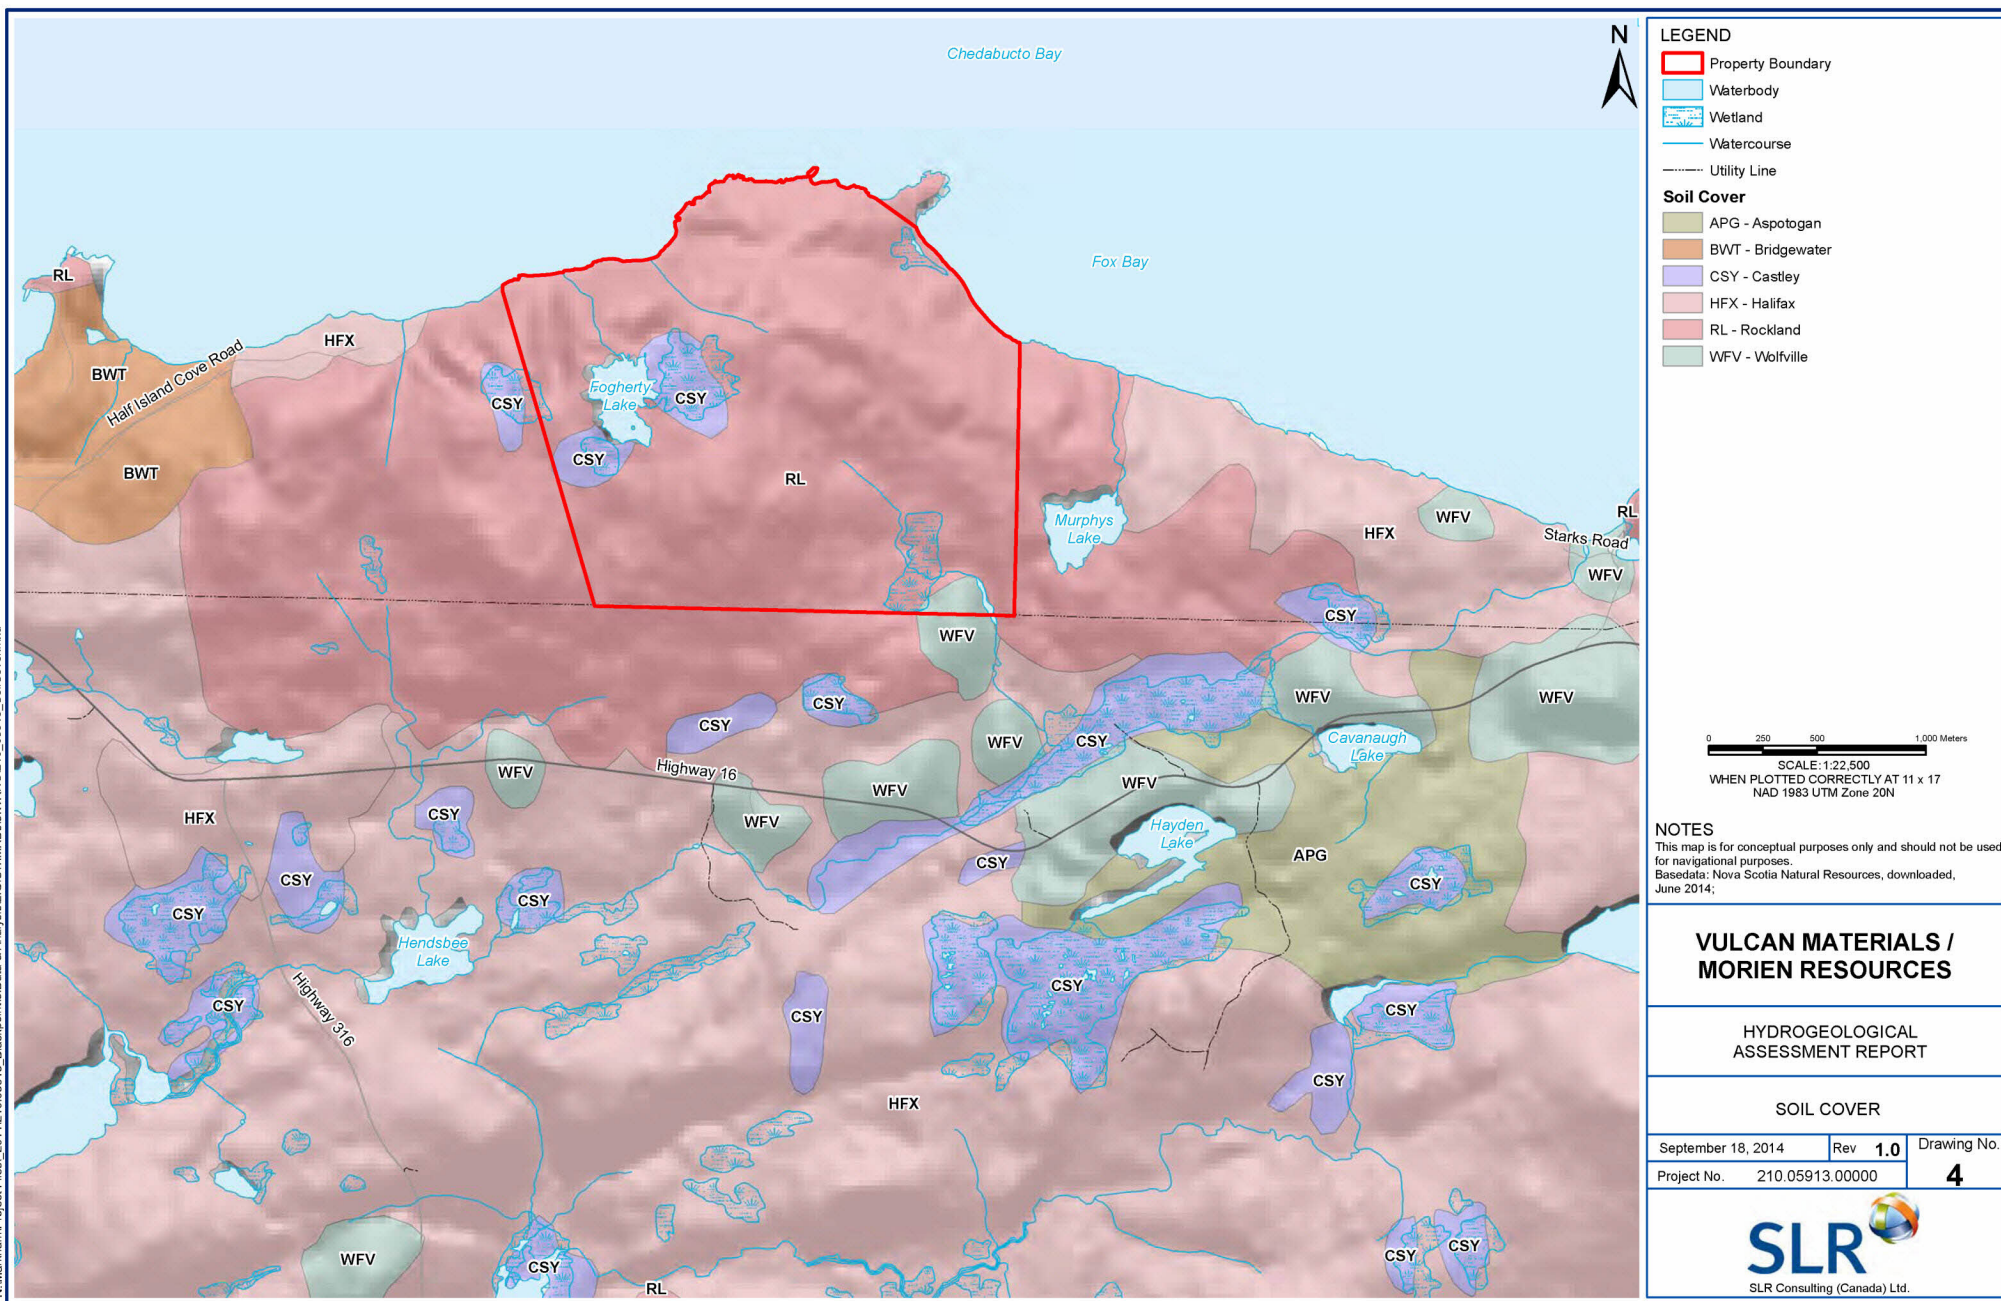 Chedabucto Bay
N
RL
Fox Bay
HFX
Half Island Cove Road
BWT
Fogherty
Lake
CSY
CSY
CSY
BWT
RL
Murphys
Lake
WFV
HFX
RL
Starks Road
WFV
CSY
WFV
WFV
WFV
CSY
CSY
WFV
CSY
Cavanaugh
Lake
Highway 16
WFV
WFV
WFV
CSY
HFX
WFV
Hayden
Lake
CSY
APG
CSY
CSY
CSY
CSY
Hendsbee
Lake
CSY
Highway 316
CSY
CSY
CSY
CSY
HFX
WFV
CSY
CSY
CSY
RL
LEGEND
Property Boundary
Waterbody
Wetland
Watercourse
Utility Line
Soil Cover
APG - Aspotogan
BWT - Bridgewater
CSY - Castley
HFX - Halifax
RL - Rockland
WFV - Wolfville
0 250 500 1,000 Meters
SCALE: 1:22,500
WHEN PLOTTED CORRECTLY AT 11 x 17
NAD 1983 UTM Zone 20N
NOTES
This map is for conceptual purposes only and should not be used
for navigational purposes.
Basedata: Nova Scotia Natural Resources, downloaded,
June 2014;
VULCAN MATERIALS /
MORIEN RESOURCES
HYDROGEOLOGICAL
ASSESSMENT REPORT
SOIL COVER
September 18, 2014 Rev 1.0 Drawing No.
Project No. 210.05913.00000 4
SLR
SLR Consulting (Canada) Ltd.